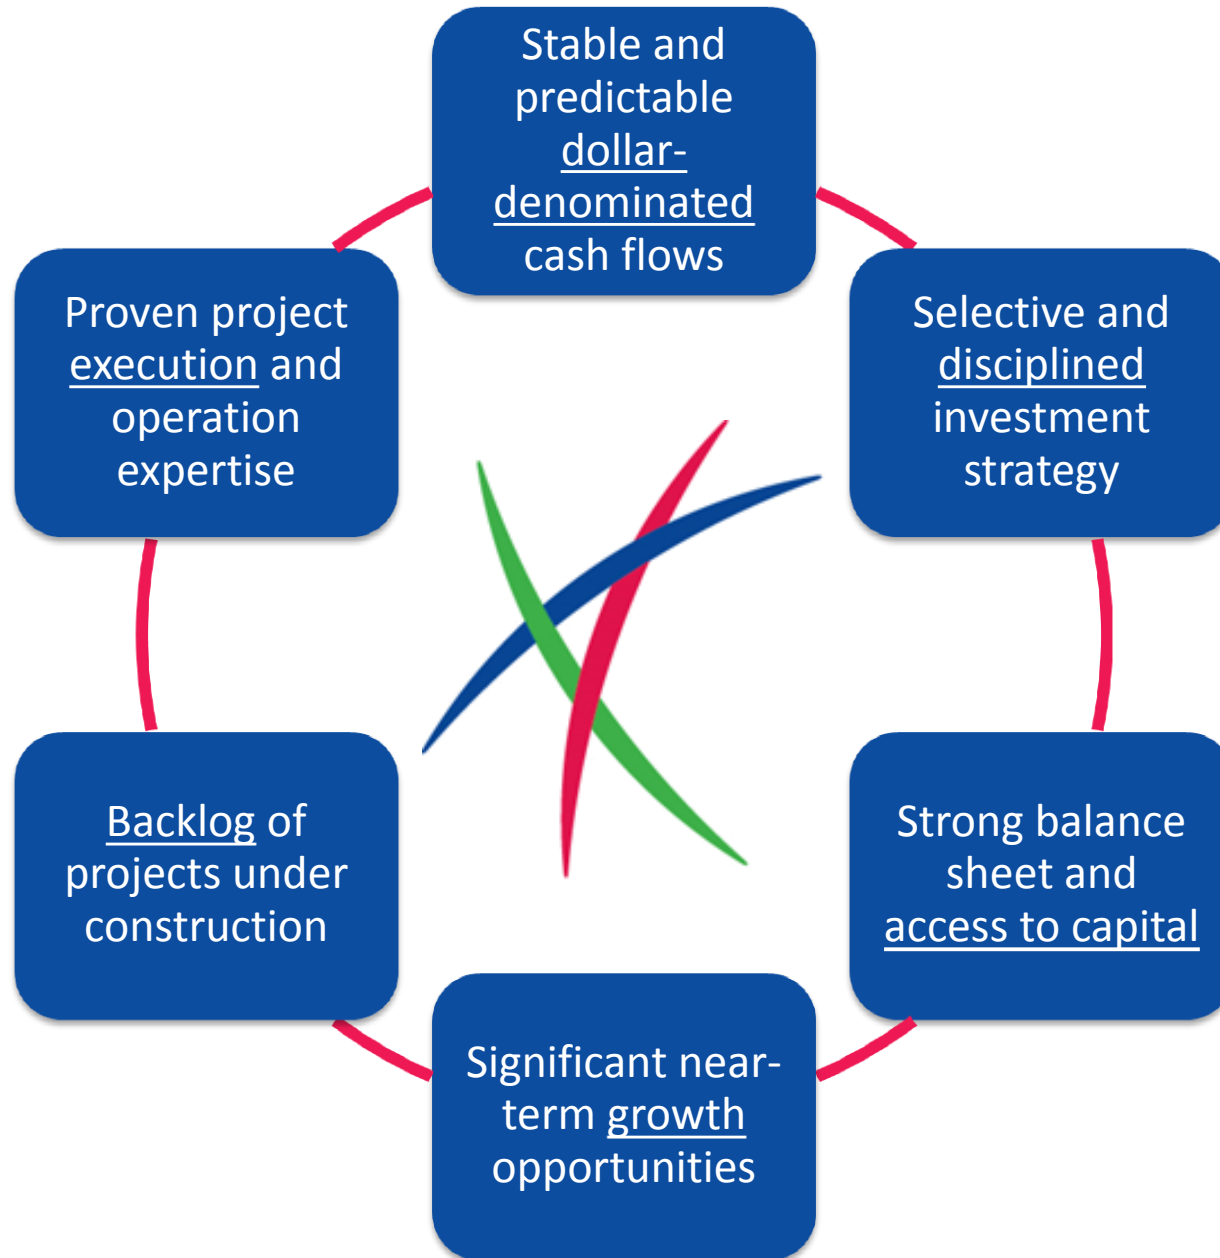 Stable and
predictable
dollar-
denominated
cash flows
Selective and
disciplined
investment
strategy
Strong balance
sheet and
access to capital
Significant near-
term growth
opportunities
Backlog of
projects under
construction
Proven project
execution and
operation
expertise